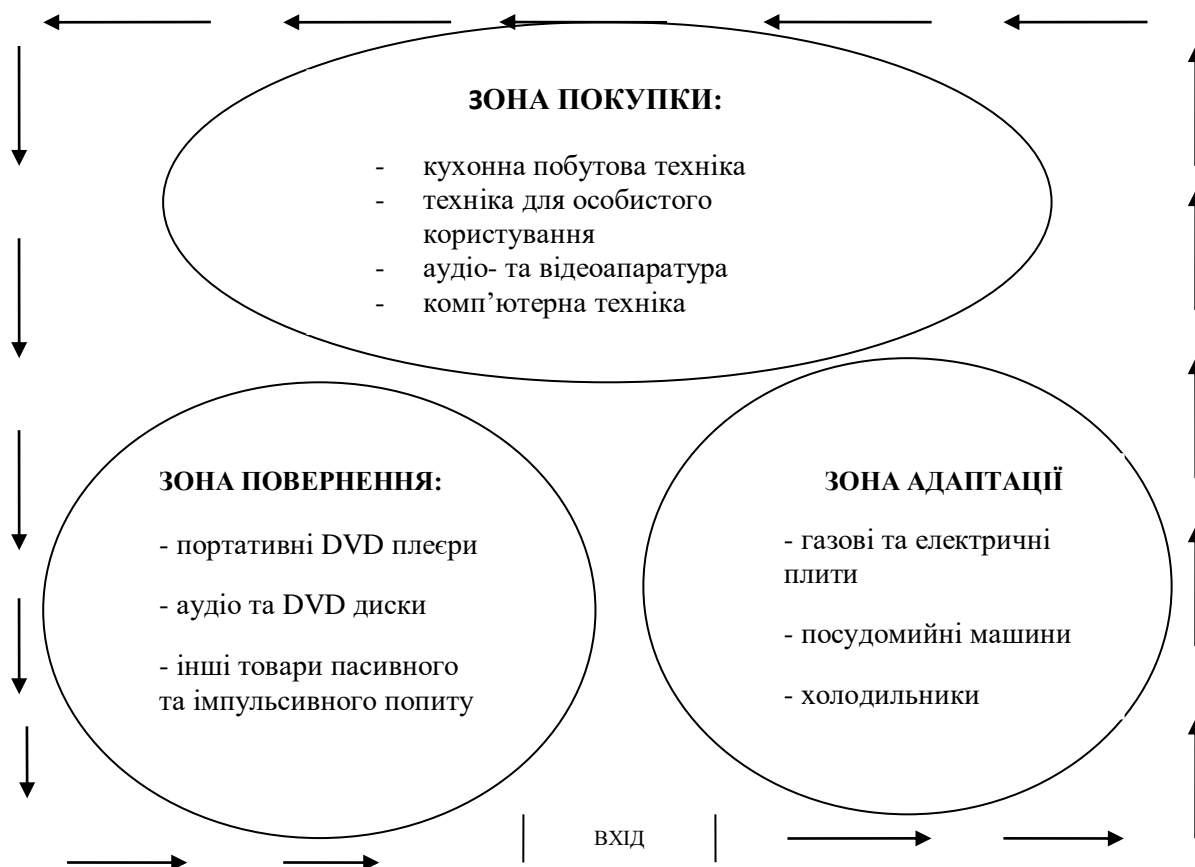 ЗОНА ПОКУПКИ:
- кухонна побутова техніка
- техніка для особистого
користування
- аудіо- та відеоапаратура
- комп’ютерна техніка
ЗОНА ПОВЕРНЕННЯ:
- портативні DVD плеєри
- аудіо та DVD диски
- інші товари пасивного
та імпульсивного попиту
ЗОНА АДАПТАЦІЇ
- газові та електричні
плити
- посудомийні машини
- холодильники
ВХІД